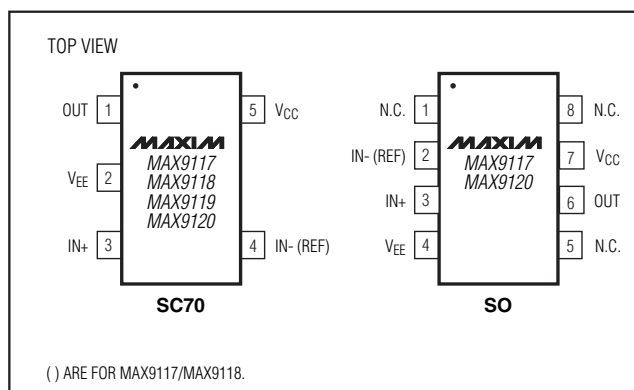 TOP VIEW
OUT 1
5 VCC
VEE 2
IN+ 3
4 IN- (REF)
MAXIM
MAX9117
MAX9118
MAX9119
MAX9120
SC70
N.C. 1
8 N.C.
IN- (REF) 2
7 VCC
IN+ 3
6 OUT
VEE 4
5 N.C.
MAXIM
MAX9117
MAX9120
SO
( ) ARE FOR MAX9117/MAX9118.